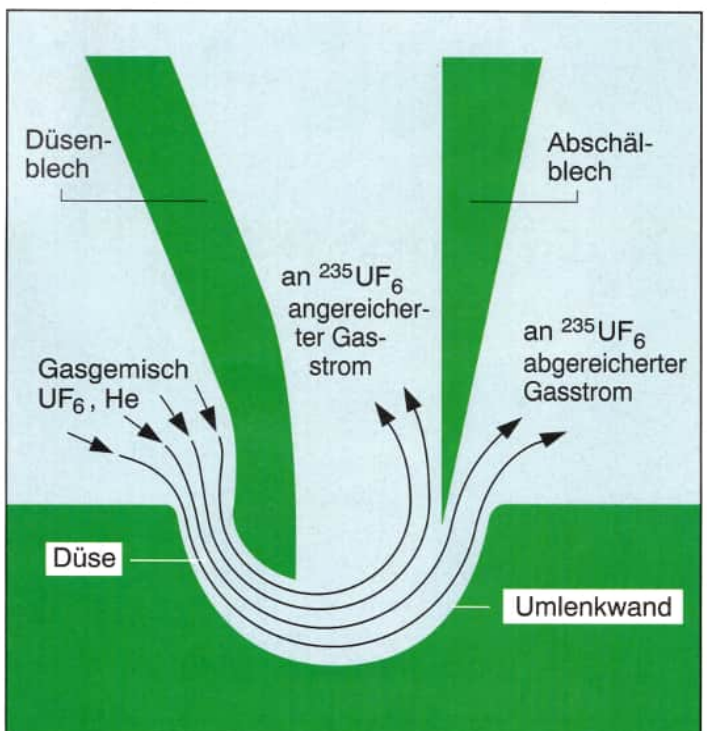 Düsen-
blech
Abschäl-
blech
an ²³⁵UF₆
angereicher-
ter Gas-
strom
an ²³⁵UF₆
abgereicherter
Gasstrom
Gasgemisch
UF₆, He
Düse
Umlenkwand